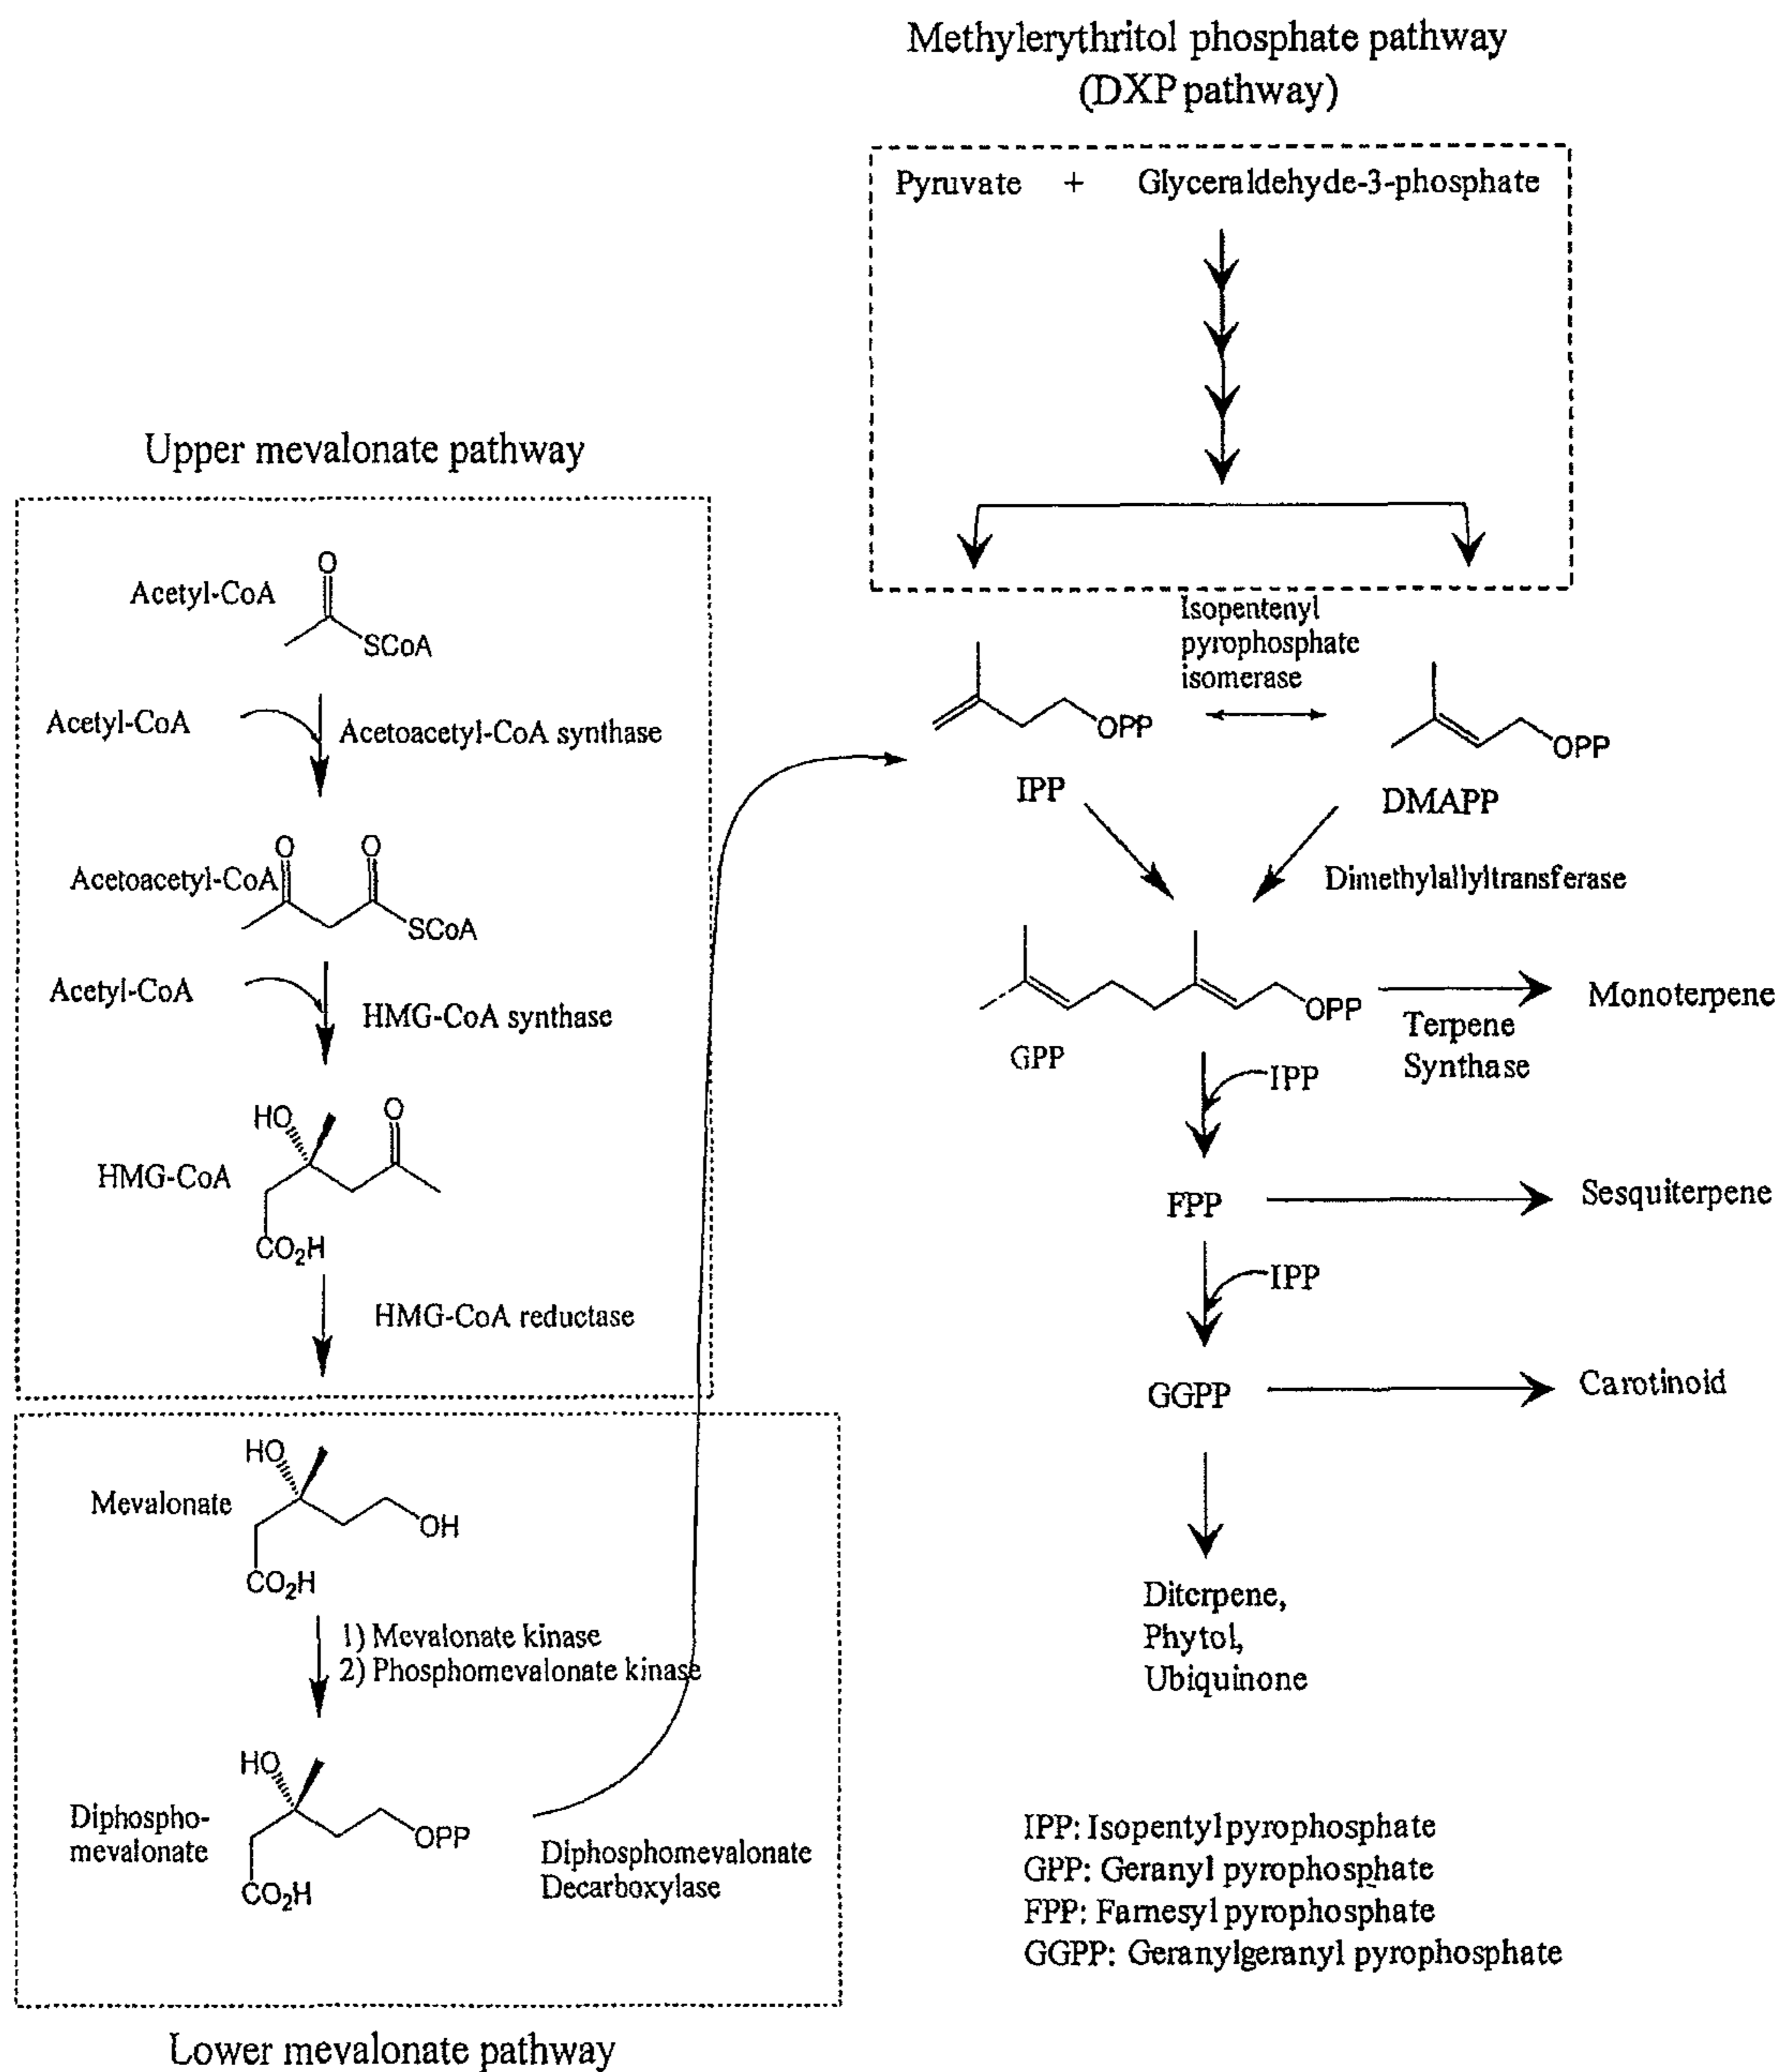 Methylerythritol phosphate pathway
(DXP pathway)
Pyruvate + Glyceraldehyde-3-phosphate
Upper mevalonate pathway
Acetyl-CoA
O
SCoA
Acetyl-CoA
Acetoacetyl-CoA synthase
Acetoacetyl-CoA
O
O
SCoA
Acetyl-CoA
HMG-CoA synthase
HO
O
HMG-CoA
CO2H
HMG-CoA reductase
HO
Mevalonate
OH
CO2H
1) Mevalonate kinase
2) Phosphomevalonate kinase
HO
Diphospho-
mevalonate
OPP
CO2H
Diphosphomevalonate
Decarboxylase
Lower mevalonate pathway
Isopentenyl
pyrophosphate
isomerase
OPP
OPP
IPP
DMAPP
Dimethylallyltransferase
OPP
GPP
Monoterpene
Terpene
Synthase
IPP
FPP
Sesquiterpene
IPP
GGPP
Carotinoid
Diterpene,
Phytol,
Ubiquinone
IPP: Isopentyl pyrophosphate
GPP: Geranyl pyrophosphate
FPP: Farnesyl pyrophosphate
GGPP: Geranylgeranyl pyrophosphate